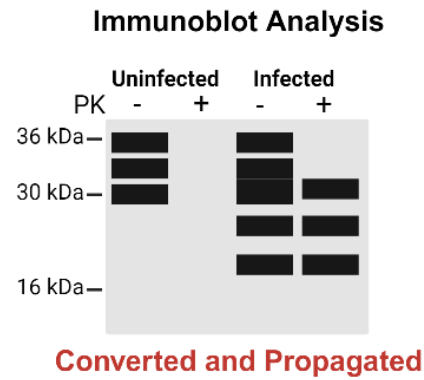 Immunoblot Analysis
Uninfected Infected
PK - + - +
36 kDa
30 kDa
16 kDa
Converted and Propagated